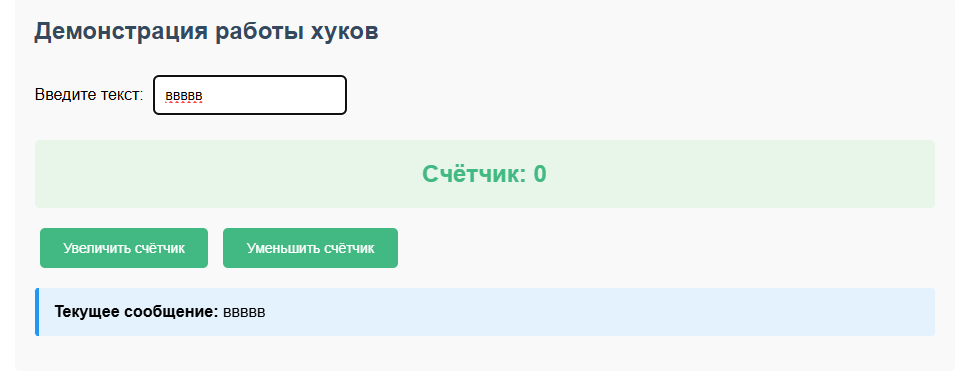 Демонстрация работы хуков
Введите текст: ввввв
Счётчик: 0
Увеличить счётчик Уменьшить счётчик
Текущее сообщение: ввввв